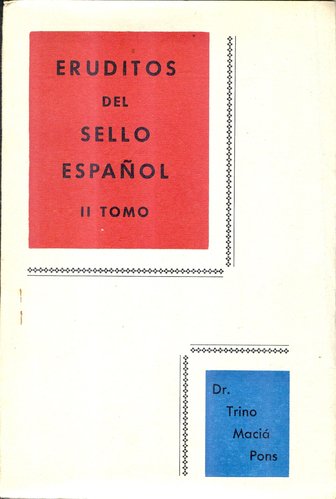 ERUDITOS
DEL
SELLO
ESPAÑOL
II TOMO
Dr.
Trino
Maciá
Pons